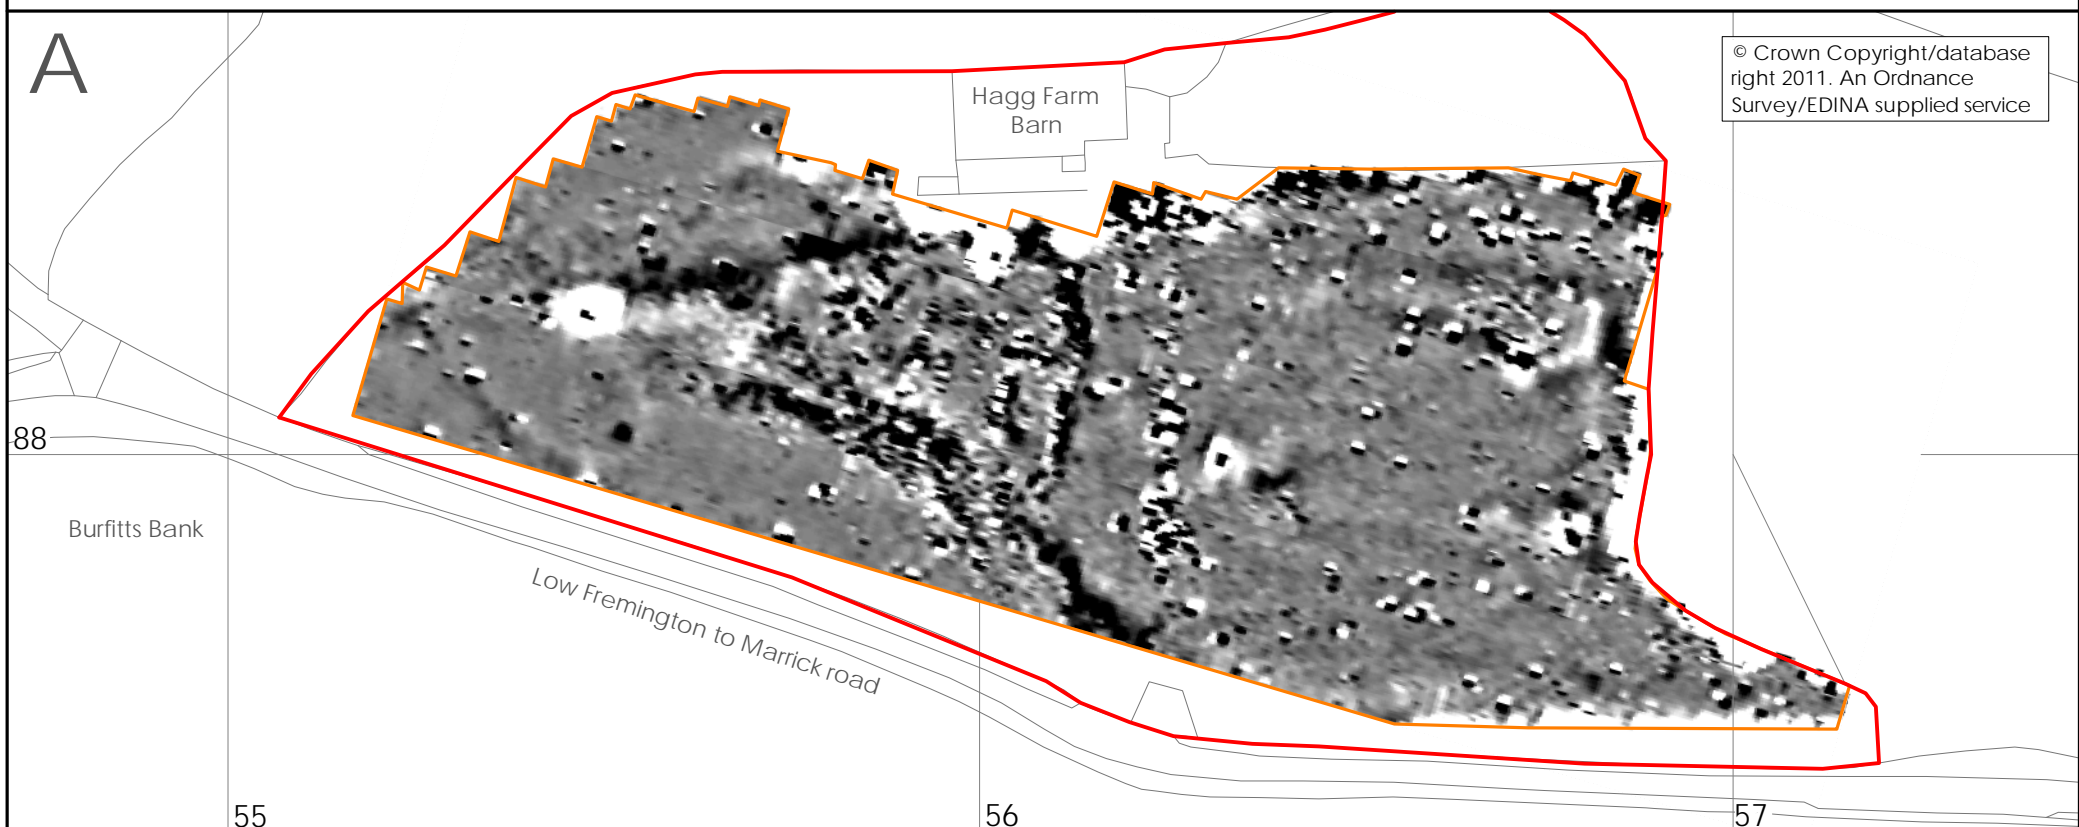 A
© Crown Copyright/database
right 2011. An Ordnance
Survey/EDINA supplied service
Hagg Farm
Barn
88
Burfitts Bank
Low Fremington to Marrick road
55
56
57